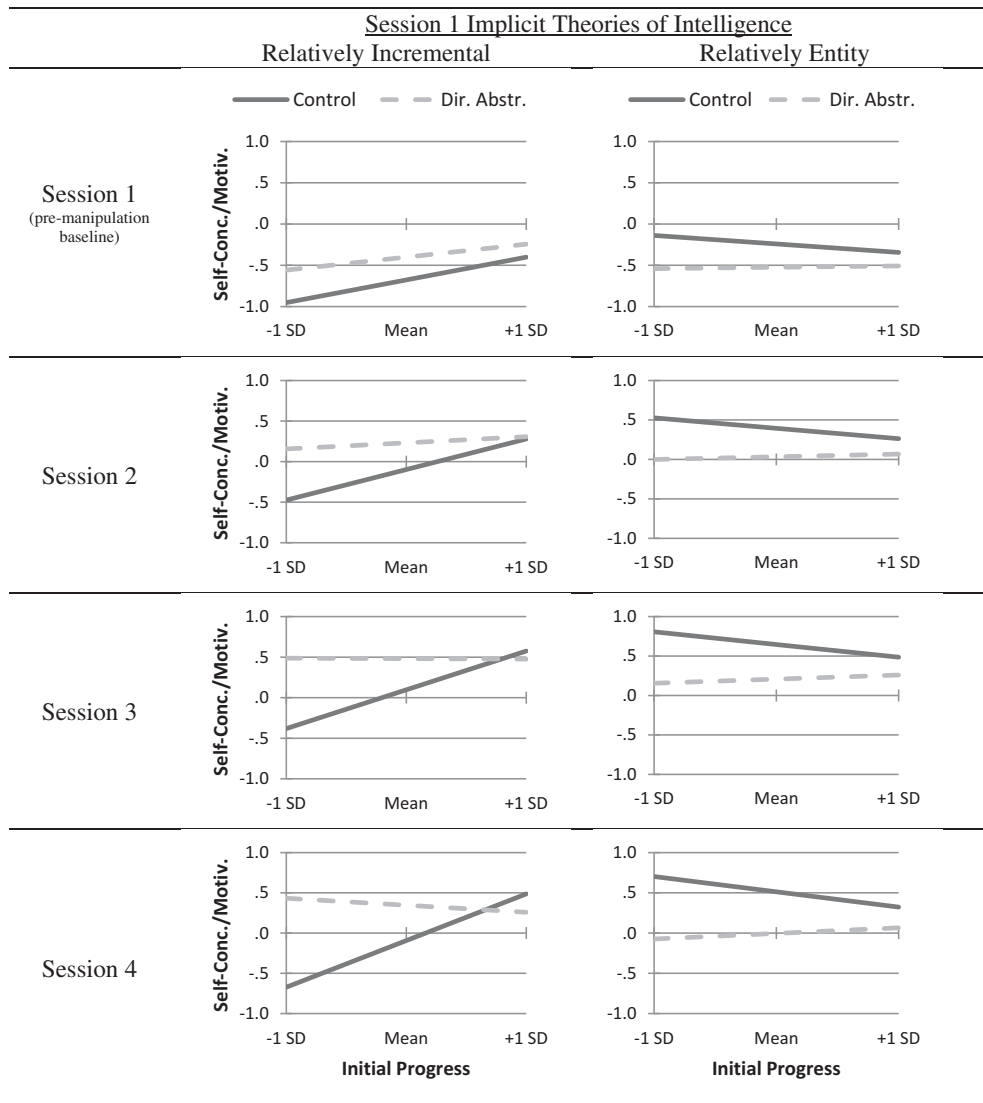 Session 1 Implicit Theories of Intelligence
Relatively Incremental
Relatively Entity
Session 1
(pre-manipulation
baseline)
Control Dir. Abstr.
Self-Conc./Motiv.
1.0
.5
.0
-.5
-1.0
-1 SD Mean +1 SD
Control Dir. Abstr.
1.0
.5
.0
-.5
-1.0
-1 SD Mean +1 SD
Session 2
Self-Conc./Motiv.
1.0
.5
.0
-.5
-1.0
-1 SD Mean +1 SD
1.0
.5
.0
-.5
-1.0
-1 SD Mean +1 SD
Session 3
Self-Conc./Motiv.
1.0
.5
.0
-.5
-1.0
-1 SD Mean +1 SD
1.0
.5
.0
-.5
-1.0
-1 SD Mean +1 SD
Session 4
Self-Conc./Motiv.
1.0
.5
.0
-.5
-1.0
-1 SD Mean +1 SD
Initial Progress
1.0
.5
.0
-.5
-1.0
-1 SD Mean +1 SD
Initial Progress